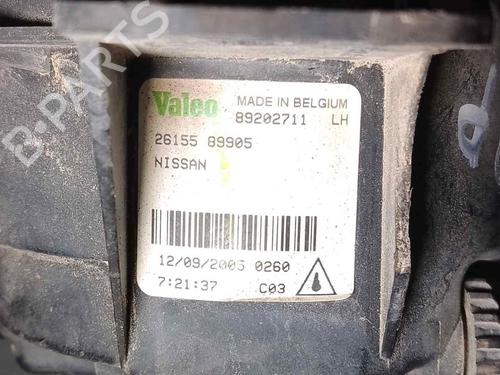 B-PARTS
Valeo MADE IN BELGIUM
89202711 LH
26155 89905
NISSAN
12/09/2005 0260
7:21:37 C03